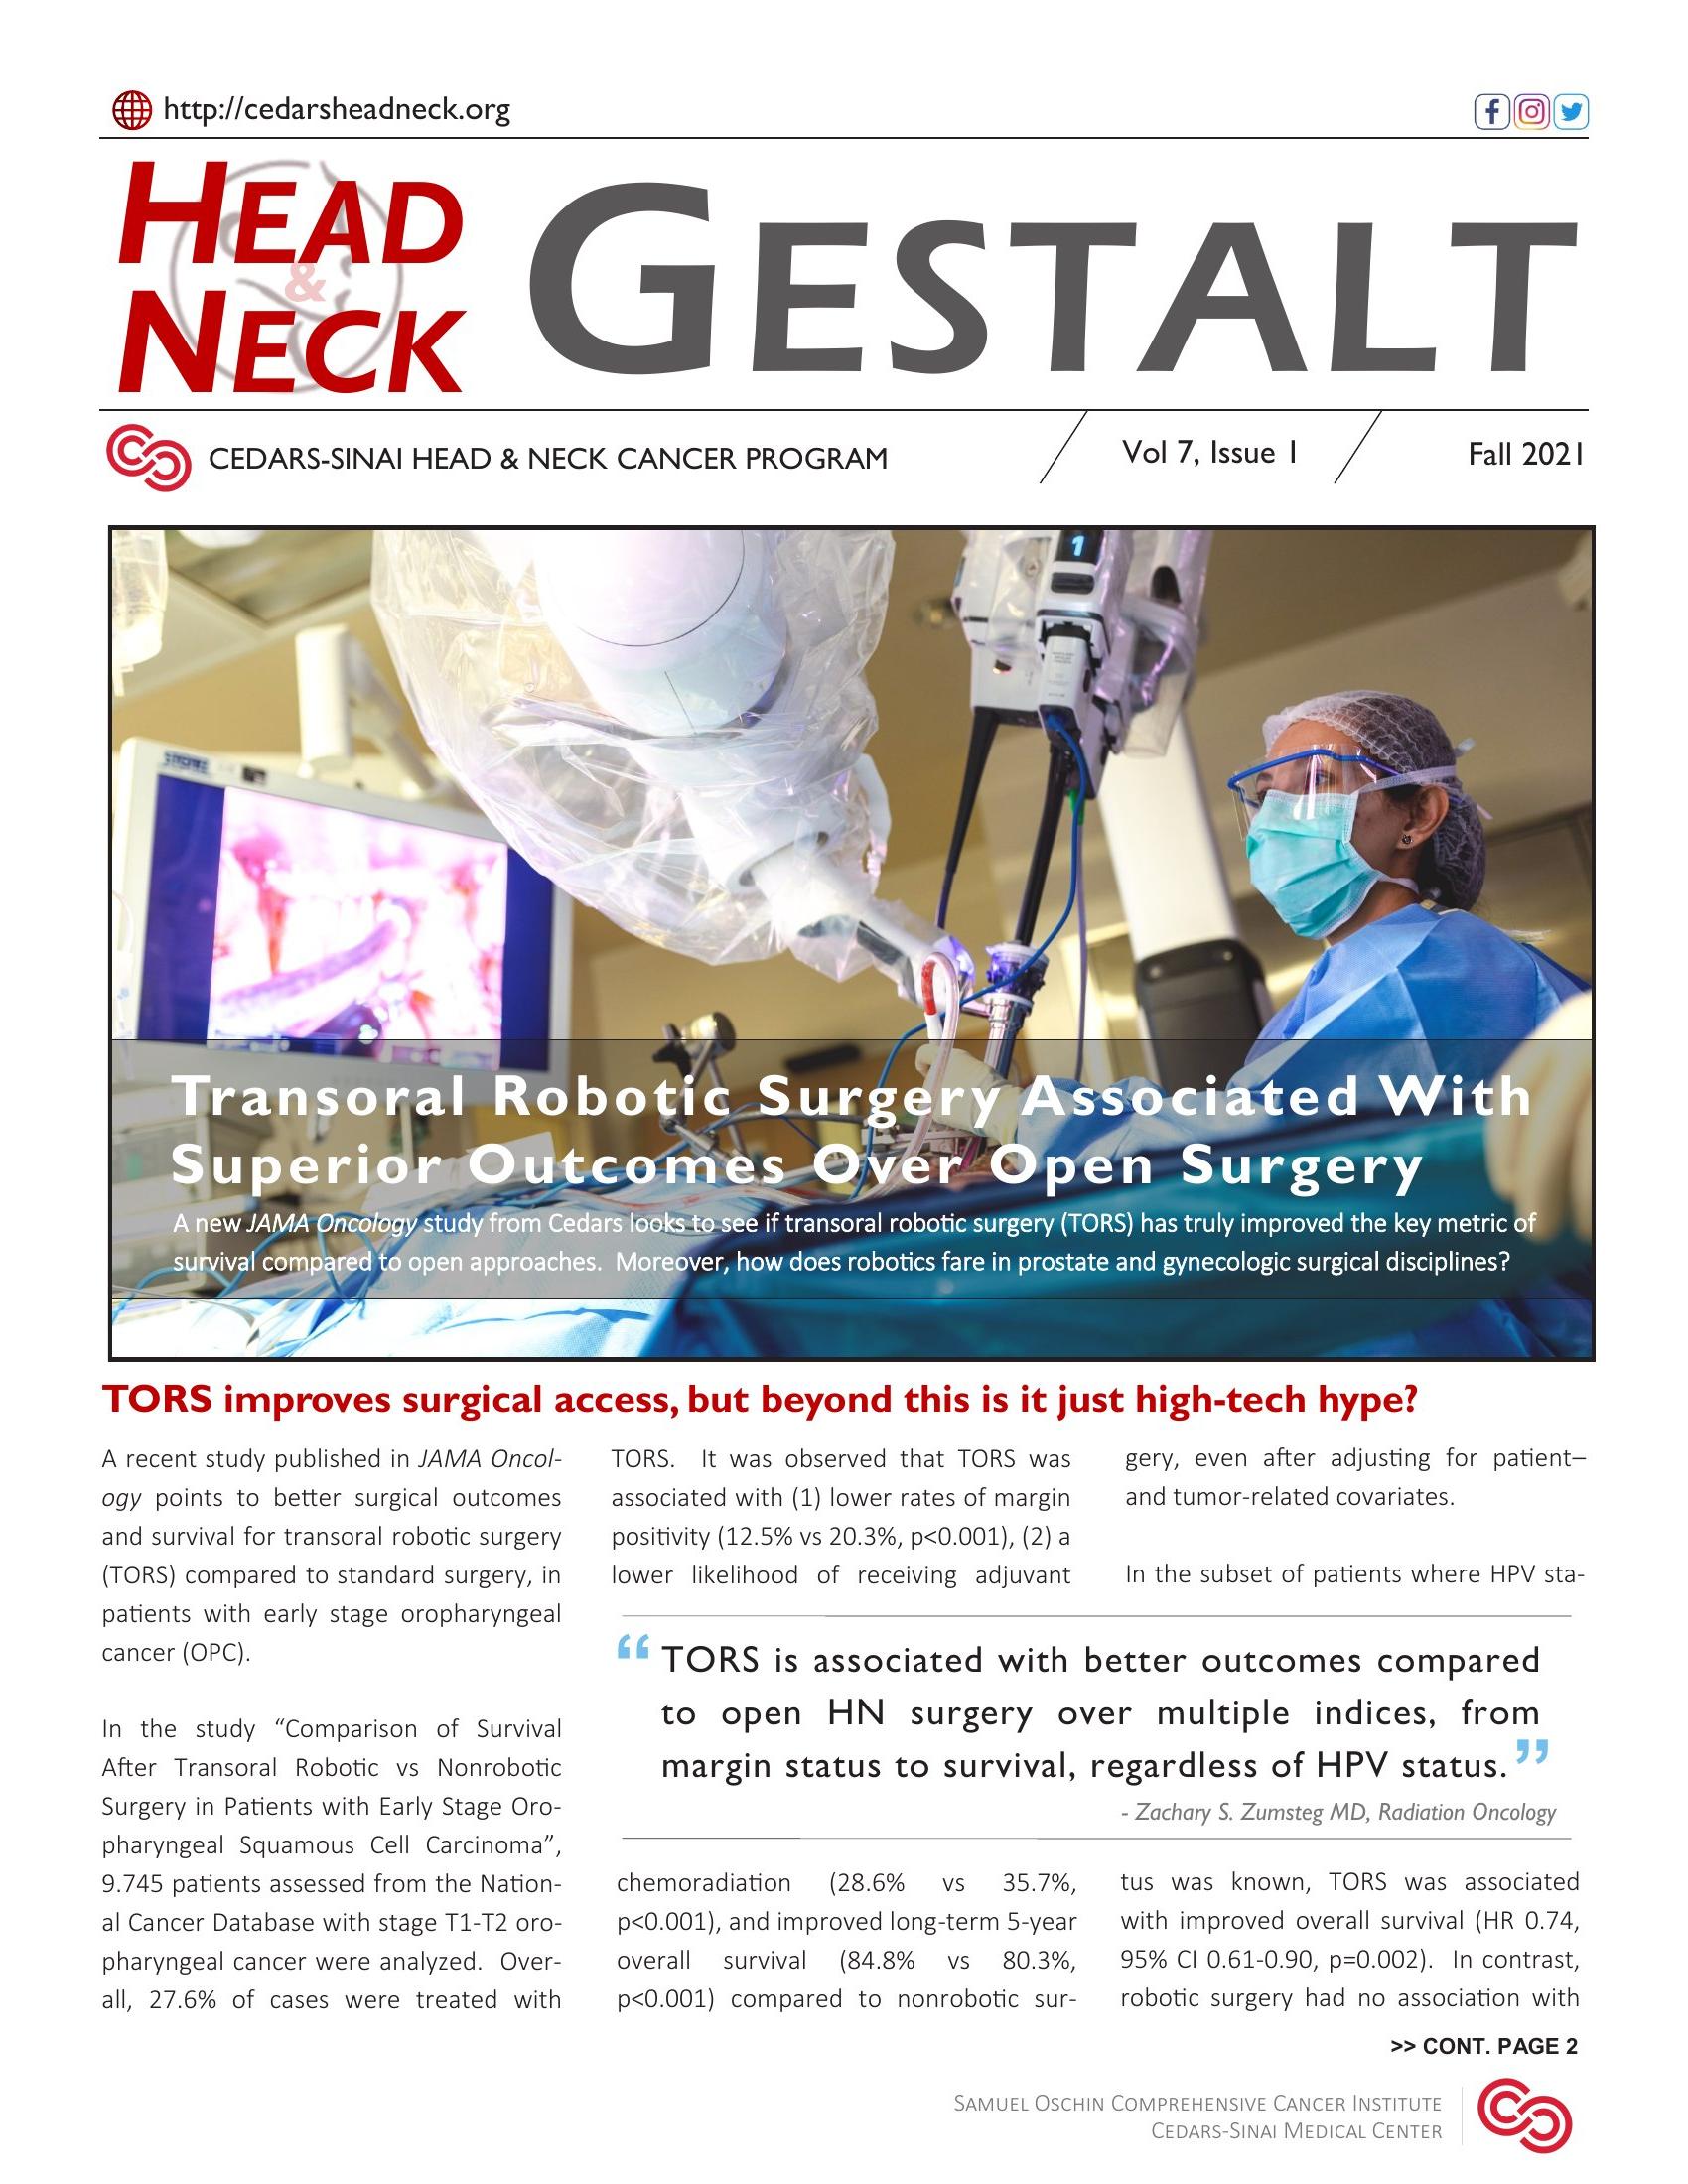 http://cedarsheadneck.org
HEAD
&
NECK
GESTALT
CEDARS-SINAI HEAD & NECK CANCER PROGRAM
Vol 7, Issue 1
Fall 2021
1
Transoral Robotic Surgery Associated With
Superior Outcomes Over Open Surgery
A new JAMA Oncology study from Cedars looks to see if transoral robotic surgery (TORS) has truly improved the key metric of
survival compared to open approaches.  Moreover, how does robotics fare in prostate and gynecologic surgical disciplines?
TORS improves surgical access, but beyond this is it just high-tech hype?
A recent study published in JAMA Oncol-
ogy points to better surgical outcomes
and survival for transoral robotic surgery
(TORS) compared to standard surgery, in
patients with early stage oropharyngeal
cancer (OPC).
In the study “Comparison of Survival
After Transoral Robotic vs Nonrobotic
Surgery in Patients with Early Stage Oro-
pharyngeal Squamous Cell Carcinoma”,
9.745 patients assessed from the Nation-
al Cancer Database with stage T1-T2 oro-
pharyngeal cancer were analyzed.  Over-
all, 27.6% of cases were treated with
TORS.  It was observed that TORS was
associated with (1) lower rates of margin
positivity (12.5% vs 20.3%, p<0.001), (2) a
lower likelihood of receiving adjuvant
chemoradiation (28.6% vs 35.7%,
p<0.001), and improved long-term 5-year
overall survival (84.8% vs 80.3%,
p<0.001) compared to nonrobotic sur-
gery, even after adjusting for patient–
and tumor-related covariates.
In the subset of patients where HPV sta-
tus was known, TORS was associated
with improved overall survival (HR 0.74,
95% CI 0.61-0.90, p=0.002).  In contrast,
robotic surgery had no association with
“ TORS is associated with better outcomes compared
to open HN surgery over multiple indices, from
margin status to survival, regardless of HPV status. ”
- Zachary S. Zumsteg MD, Radiation Oncology
>> CONT. PAGE 2
SAMUEL OSCHIN COMPREHENSIVE CANCER INSTITUTE
CEDARS-SINAI MEDICAL CENTER